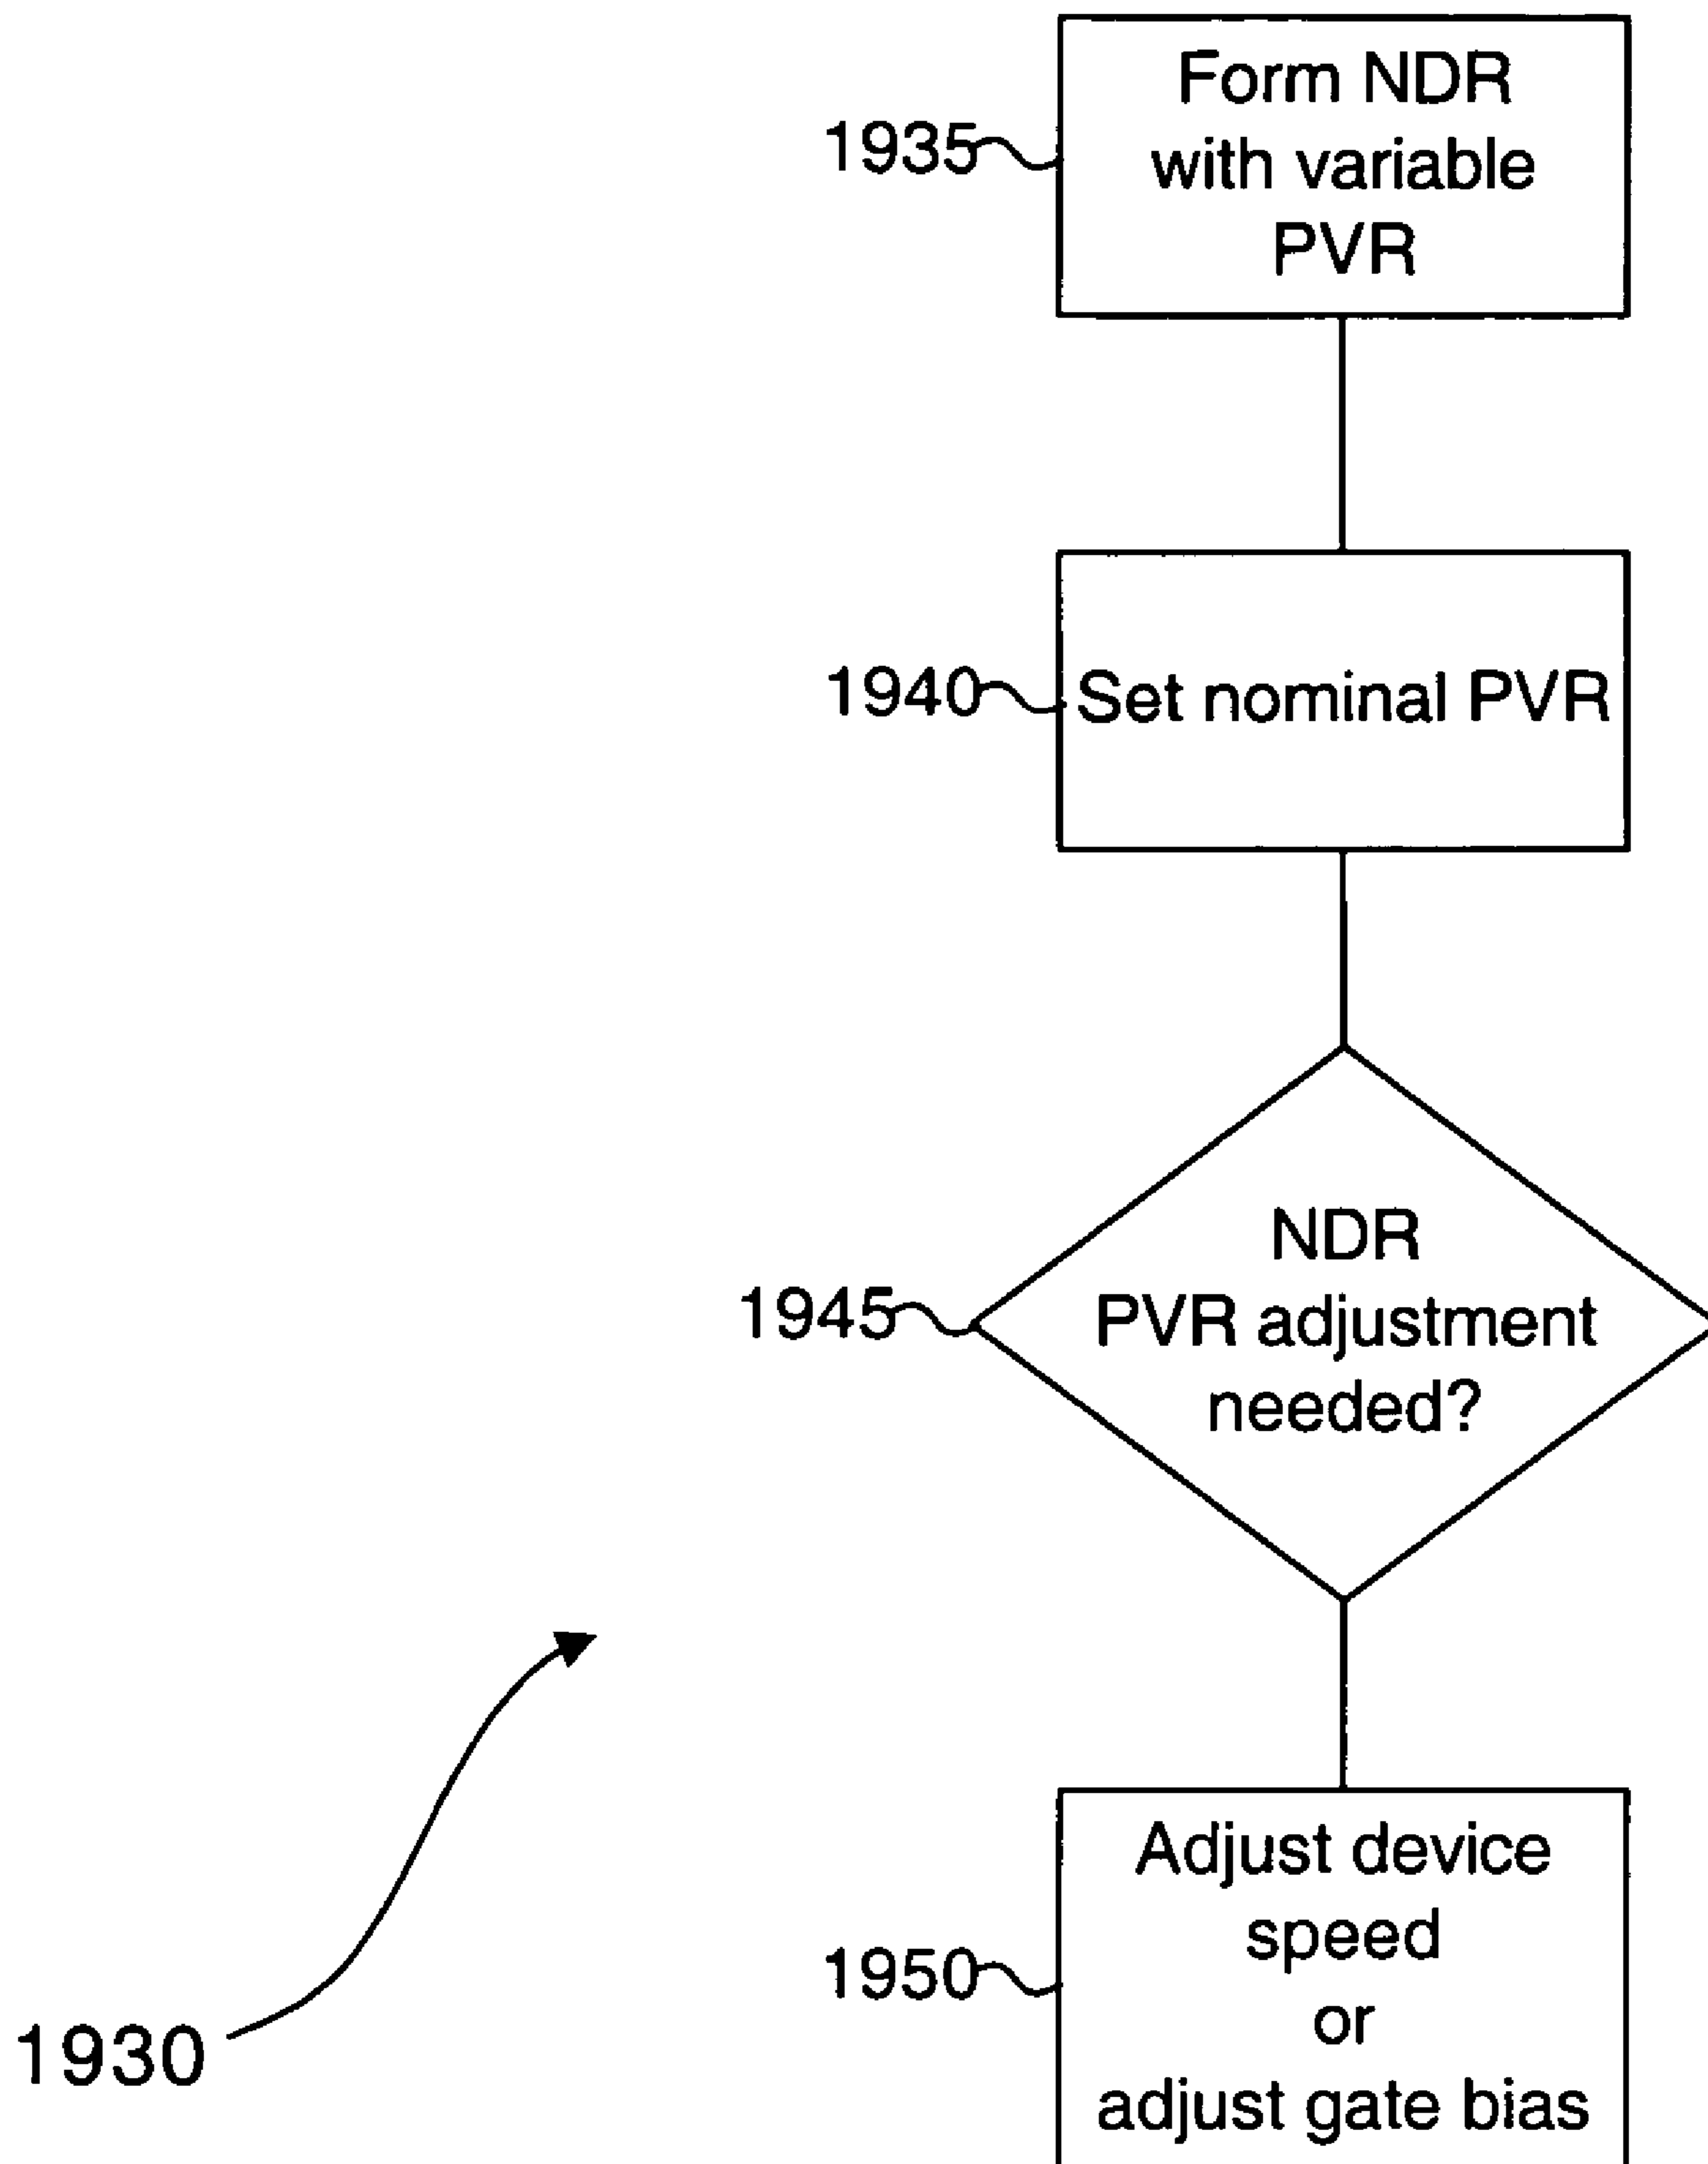 1935
Form NDR
with variable
PVR
1940
Set nominal PVR
1945
NDR
PVR adjustment
needed?
1950
Adjust device
speed
or
adjust gate bias
1930